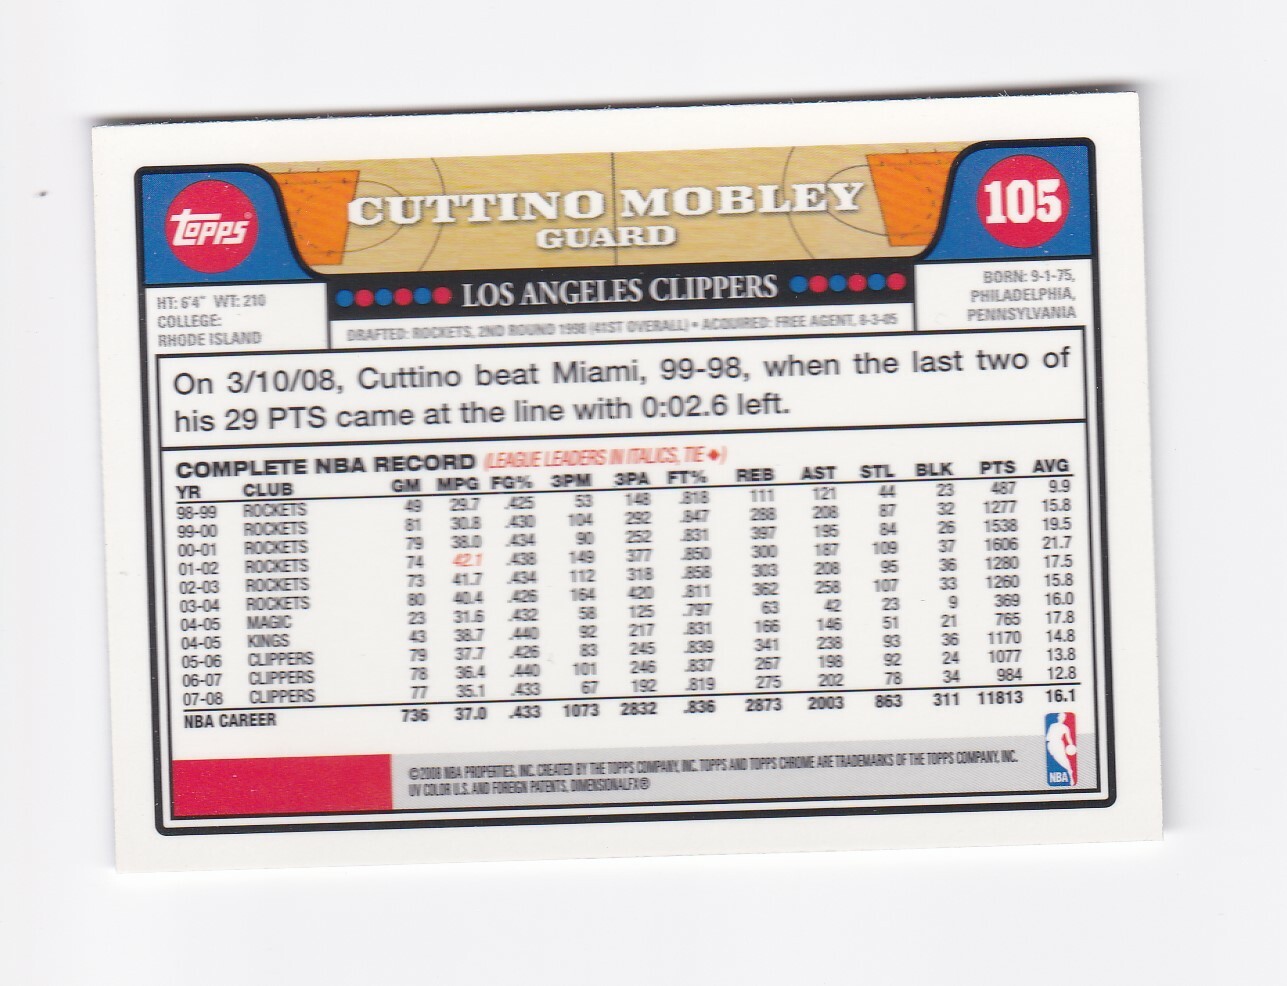 topps
CUTTINO MOBLEY
GUARD
105
LOS ANGELES CLIPPERS
HT: 6'4" WT: 210
COLLEGE:
RHODE ISLAND
DRAFTED: ROCKETS, 2ND ROUND 1998 (41ST OVERALL) • ACQUIRED: FREE AGENT, 8-3-05
BORN: 9-1-75,
PHILADELPHIA,
PENNSYLVANIA
On 3/10/08, Cuttino beat Miami, 99-98, when the last two of
his 29 PTS came at the line with 0:02.6 left.
COMPLETE NBA RECORD (LEAGUE LEADERS IN ITALICS, TIE ♦)
YR CLUB GM MPG FG% 3PM 3PA FT% REB AST STL BLK PTS AVG
98-99 ROCKETS 49 29.7 .425 53 148 .818 111 121 44 23 487 9.9
99-00 ROCKETS 81 30.8 .430 104 292 .847 288 208 87 32 1277 15.8
00-01 ROCKETS 79 38.0 .434 90 252 .831 397 195 84 26 1538 19.5
01-02 ROCKETS 74 42.1 .438 149 377 .850 300 187 109 37 1606 21.7
02-03 ROCKETS 73 41.7 .434 112 318 .858 303 208 95 36 1280 17.5
03-04 ROCKETS 80 40.4 .426 164 420 .811 362 258 107 33 1260 15.8
04-05 MAGIC 23 31.6 .432 58 125 .797 63 42 23 9 369 16.0
04-05 KINGS 43 38.7 .440 92 217 .831 166 146 51 21 765 17.8
05-06 CLIPPERS 79 37.7 .426 83 245 .839 341 238 93 36 1170 14.8
06-07 CLIPPERS 78 36.4 .440 101 246 .837 267 198 92 24 1077 13.8
07-08 CLIPPERS 77 35.1 .433 67 192 .819 275 202 78 34 984 12.8
NBA CAREER 736 37.0 .433 1073 2832 .836 2873 2003 863 311 11813 16.1
©2008 NBA PROPERTIES, INC. CREATED BY THE TOPPS COMPANY, INC. TOPPS AND TOPPS CHROME ARE TRADEMARKS OF THE TOPPS COMPANY, INC.
UV COLOR U.S. AND FOREIGN PATENTS, DIMENSIONALFX®
NBA